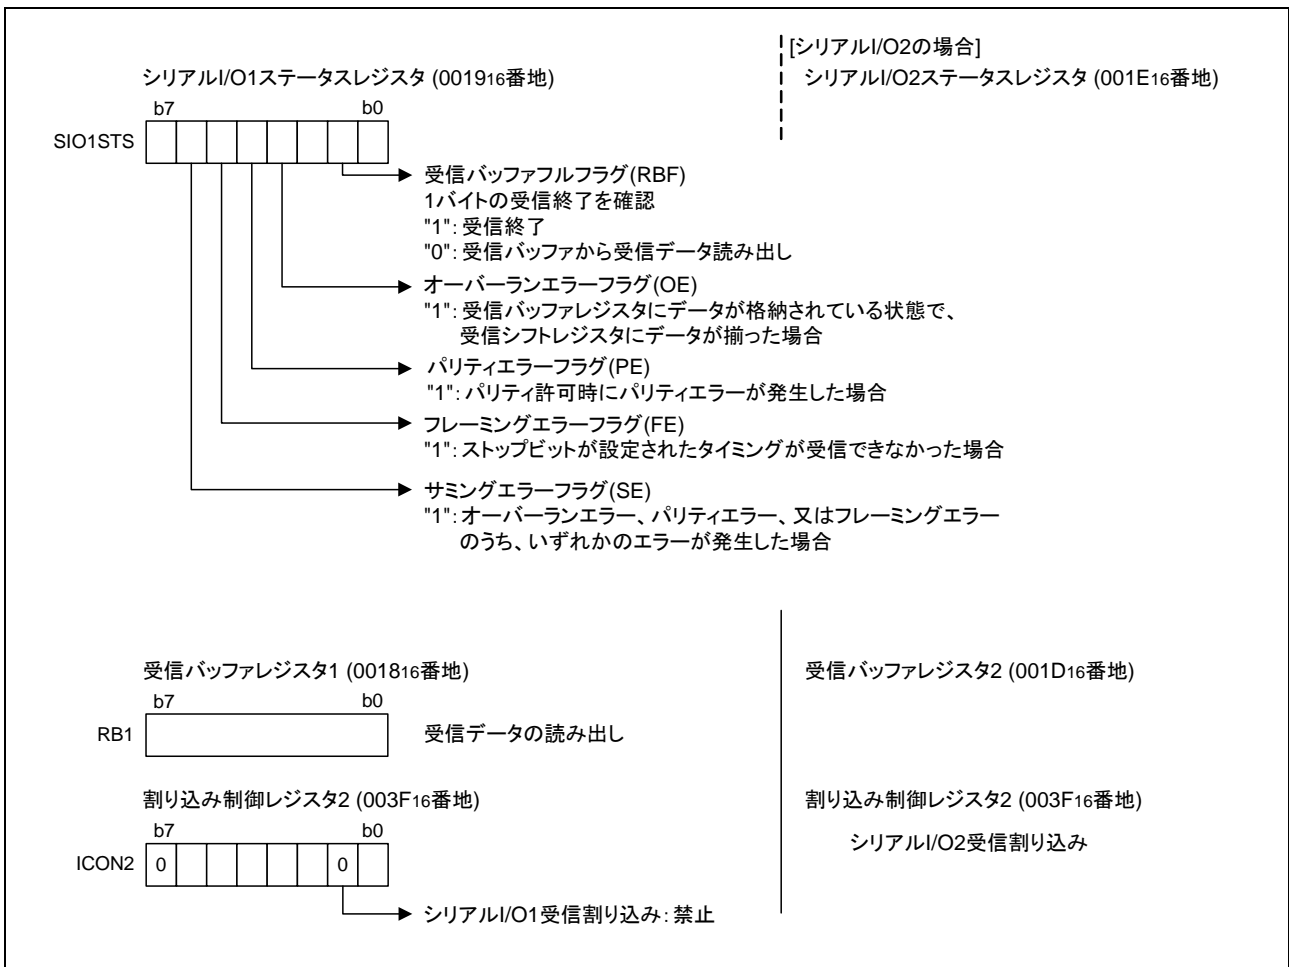 [シリアルI/O2の場合]
シリアルI/O1ステータスレジスタ (001916番地)
シリアルI/O2ステータスレジスタ (001E16番地)
b7 b0
SIO1STS
受信バッファフルフラグ(RBF)
1バイトの受信終了を確認
"1":受信終了
"0":受信バッファから受信データ読み出し
オーバーランエラーフラグ(OE)
"1":受信バッファレジスタにデータが格納されている状態で、
受信シフトレジスタにデータが揃った場合
パリティエラーフラグ(PE)
"1":パリティ許可時にパリティエラーが発生した場合
フレーミングエラーフラグ(FE)
"1":ストップビットが設定されたタイミングが受信できなかった場合
サミングエラーフラグ(SE)
"1":オーバーランエラー、パリティエラー、又はフレーミングエラー
のうち、いずれかのエラーが発生した場合
受信バッファレジスタ1 (001816番地)
受信バッファレジスタ2 (001D16番地)
b7 b0
RB1
受信データの読み出し
割り込み制御レジスタ2 (003F16番地)
割り込み制御レジスタ2 (003F16番地)
b7 b0
シリアルI/O2受信割り込み
ICON2 0 0
シリアルI/O1受信割り込み:禁止